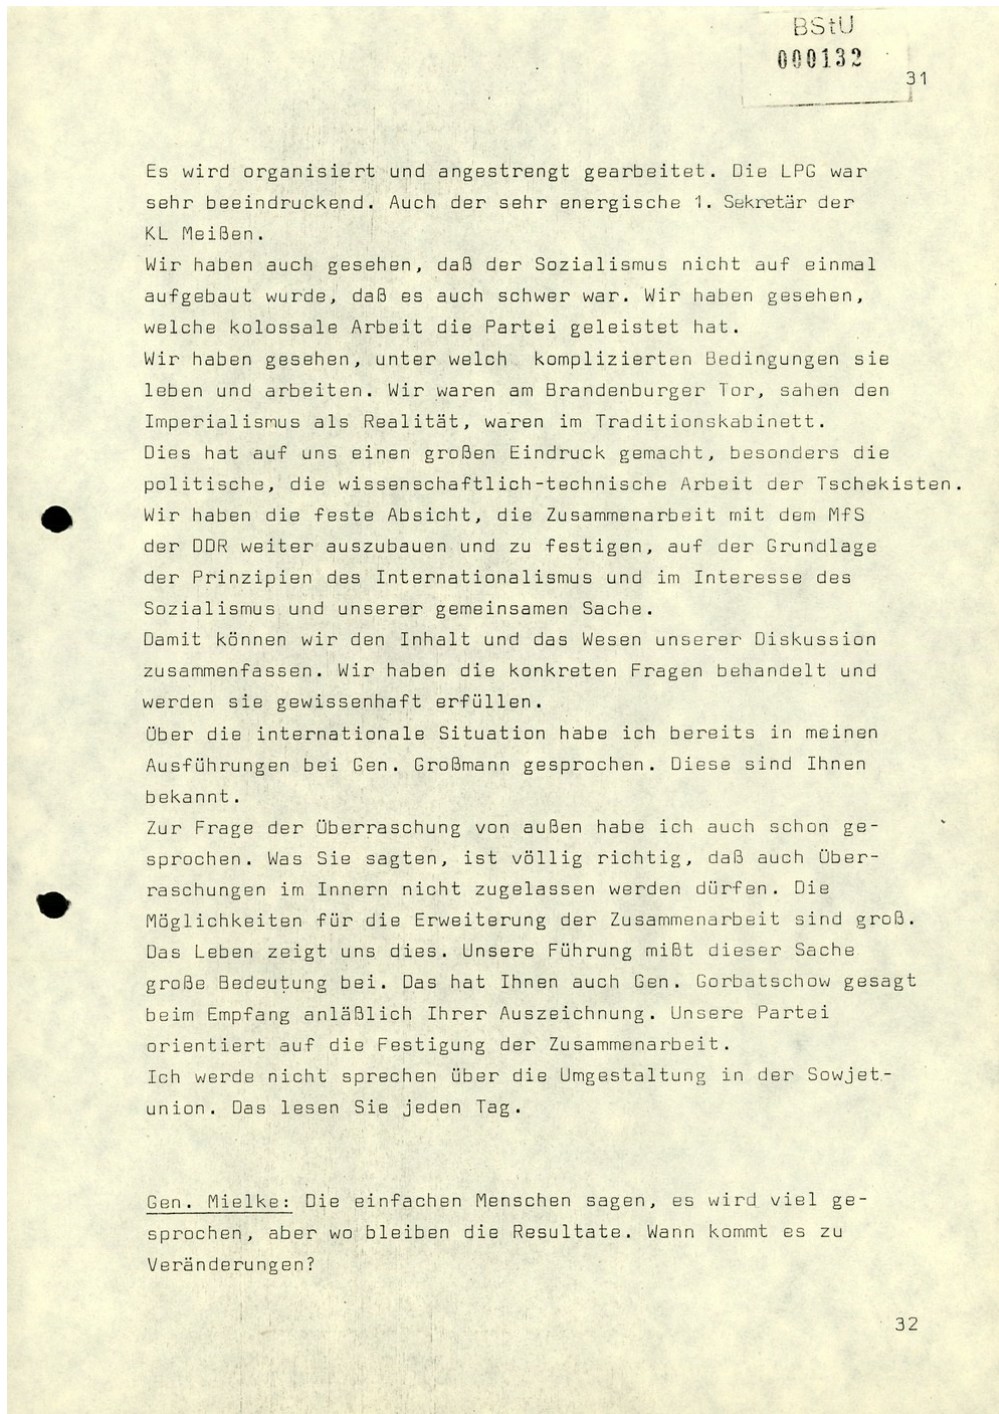 BStU
000132
31
Es wird organisiert und angestrengt gearbeitet. Die LPG war
sehr beeindruckend. Auch der sehr energische 1. Sekretär der
KL Meißen.
Wir haben auch gesehen, daß der Sozialismus nicht auf einmal
aufgebaut wurde, daß es auch schwer war. Wir haben gesehen,
welche kolossale Arbeit die Partei geleistet hat.
Wir haben gesehen, unter welch komplizierten Bedingungen sie
leben und arbeiten. Wir waren am Brandenburger Tor, sahen den
Imperialismus als Realität, waren im Traditionskabinett.
Dies hat auf uns einen großen Eindruck gemacht, besonders die
politische, die wissenschaftlich-technische Arbeit der Tschekisten.
Wir haben die feste Absicht, die Zusammenarbeit mit dem MfS
der DDR weiter auszubauen und zu festigen, auf der Grundlage
der Prinzipien des Internationalismus und im Interesse des
Sozialismus und unserer gemeinsamen Sache.
Damit können wir den Inhalt und das Wesen unserer Diskussion
zusammenfassen. Wir haben die konkreten Fragen behandelt und
werden sie gewissenhaft erfüllen.
Über die internationale Situation habe ich bereits in meinen
Ausführungen bei Gen. Großmann gesprochen. Diese sind Ihnen
bekannt.
Zur Frage der Überraschung von außen habe ich auch schon ge-
sprochen. Was Sie sagten, ist völlig richtig, daß auch Über-
raschungen im Innern nicht zugelassen werden dürfen. Die
Möglichkeiten für die Erweiterung der Zusammenarbeit sind groß.
Das Leben zeigt uns dies. Unsere Führung mißt dieser Sache
große Bedeutung bei. Das hat Ihnen auch Gen. Gorbatschow gesagt
beim Empfang anläßlich Ihrer Auszeichnung. Unsere Partei
orientiert auf die Festigung der Zusammenarbeit.
Ich werde nicht sprechen über die Umgestaltung in der Sowjet-
union. Das lesen Sie jeden Tag.
Gen. Mielke: Die einfachen Menschen sagen, es wird viel ge-
sprochen, aber wo bleiben die Resultate. Wann kommt es zu
Veränderungen?
32